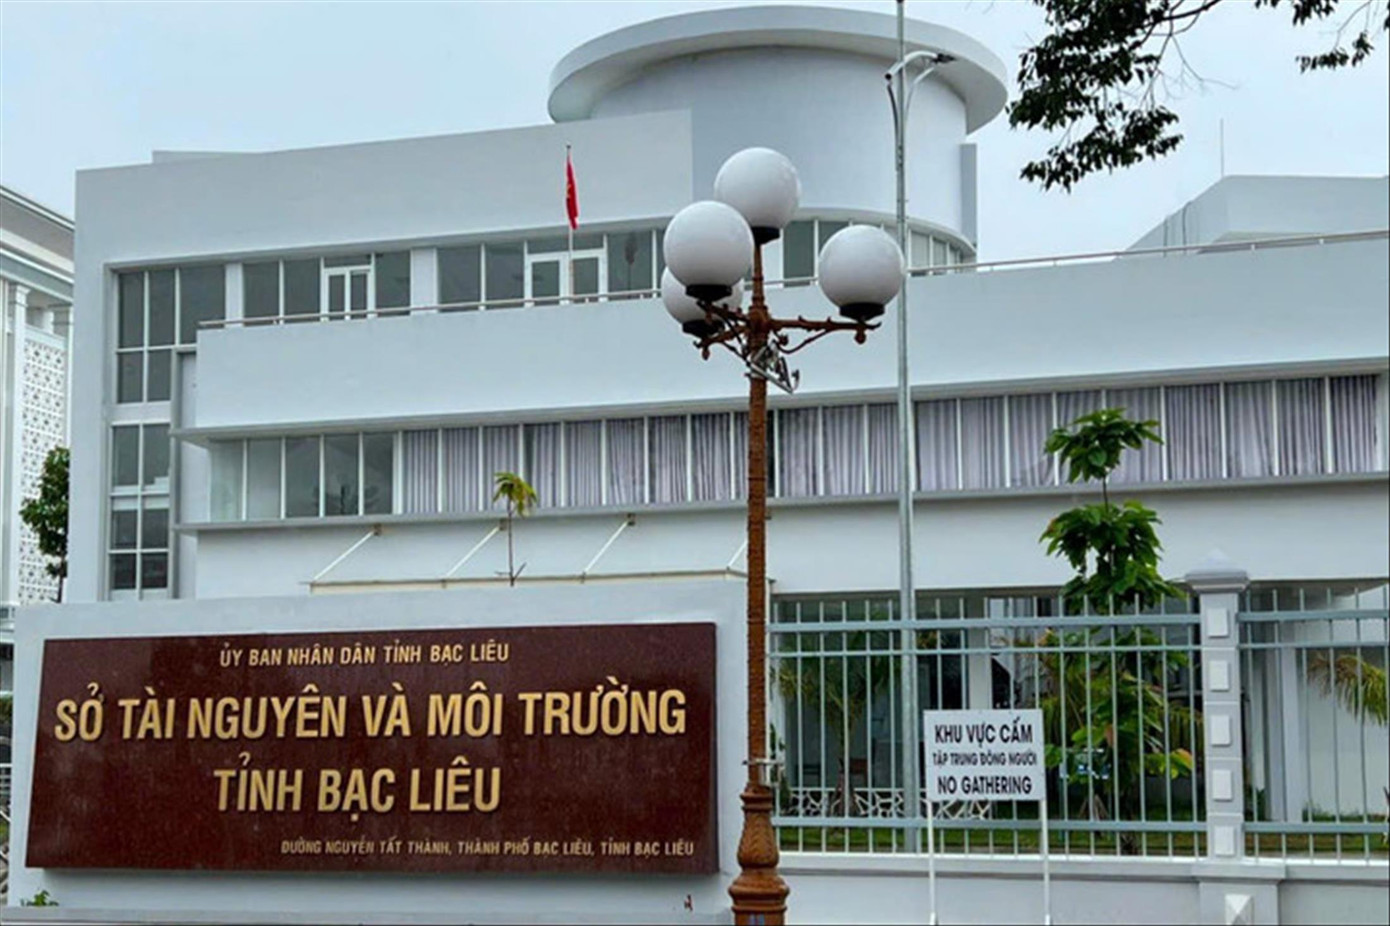 ỦY BAN NHÂN DÂN TỈNH BẠC LIÊU
SỞ TÀI NGUYÊN VÀ MÔI TRƯỜNG
TỈNH BẠC LIÊU
ĐƯỜNG NGUYỄN TẤT THÀNH, THÀNH PHỐ BẠC LIÊU, TỈNH BẠC LIÊU
KHU VỰC CẤM
TẬP TRUNG ĐÔNG NGƯỜI
NO GATHERING